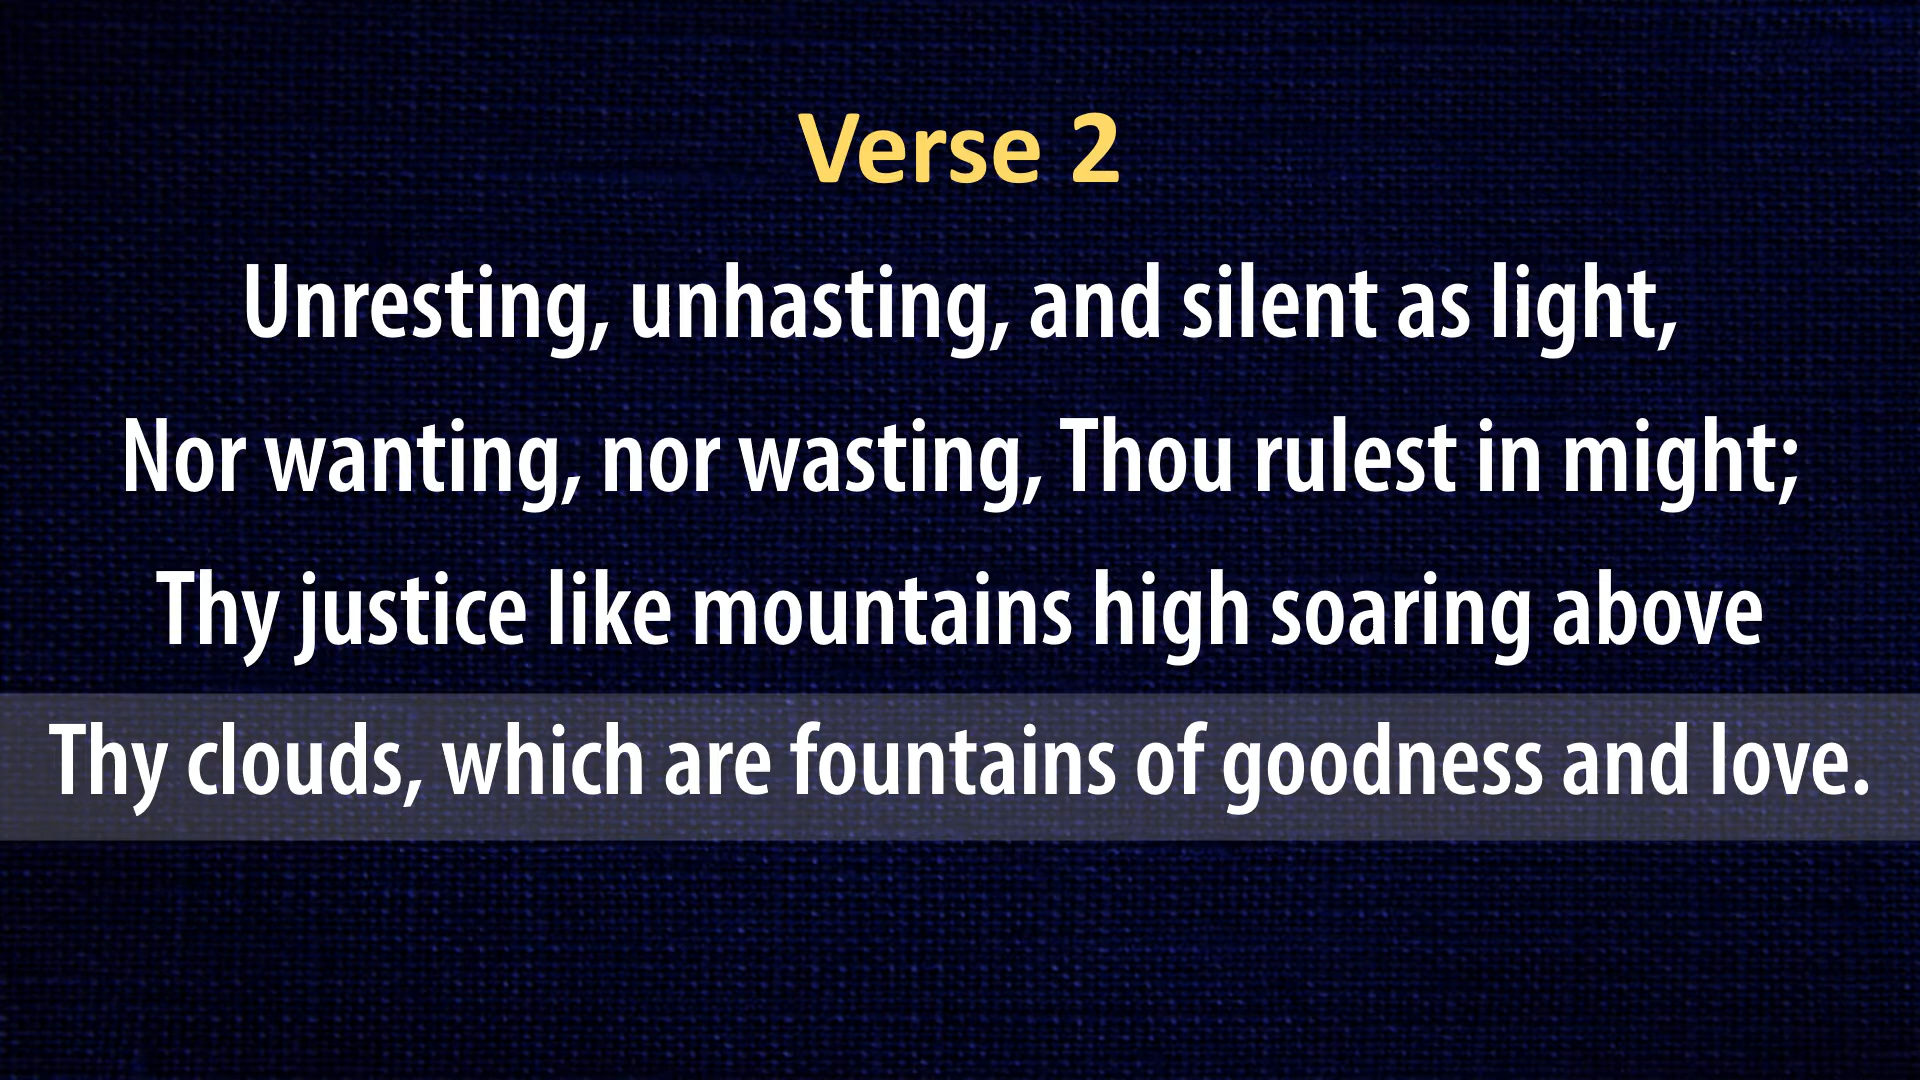 Verse 2
Unresting, unhasting, and silent as light,
Nor wanting, nor wasting, Thou rulest in might;
Thy justice like mountains high soaring above
Thy clouds, which are fountains of goodness and love.